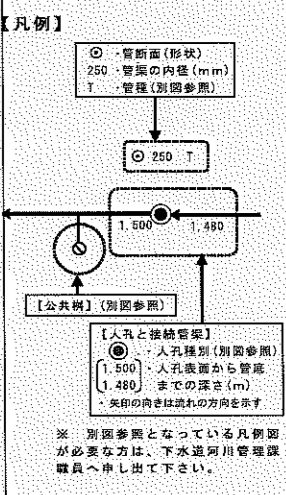 【凡例】
⊙ ・管断面(形状)
250 ・管渠の内径(mm)
T ・管種(別図参照)
⊙ 250 T
1,500 1,480
[公共桝](別図参照)
[人孔と接続管渠]
◉ ・人孔種別(別図参照)
1,500 ・人孔表面から管底
1,480 までの深さ(m)
・矢印の向きは流れの方向を示す
※ 別図参照となっている凡例図
が必要な方は、下水道河川管理課
職員へ申し出て下さい。